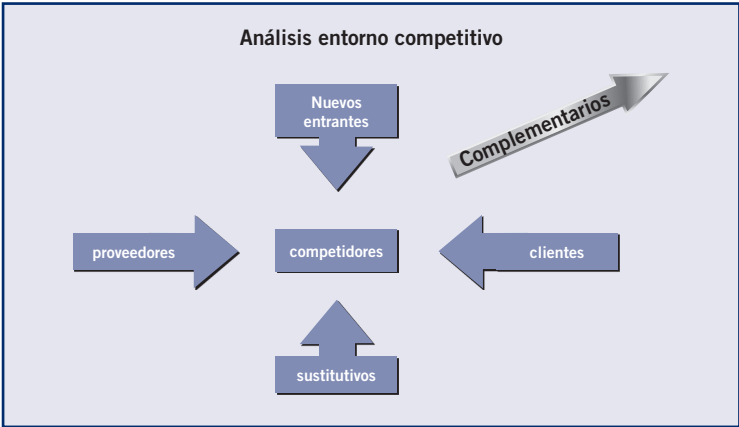 Análisis entorno competitivo
Nuevos
entrantes
Complementarios
proveedores
competidores
clientes
sustitutivos